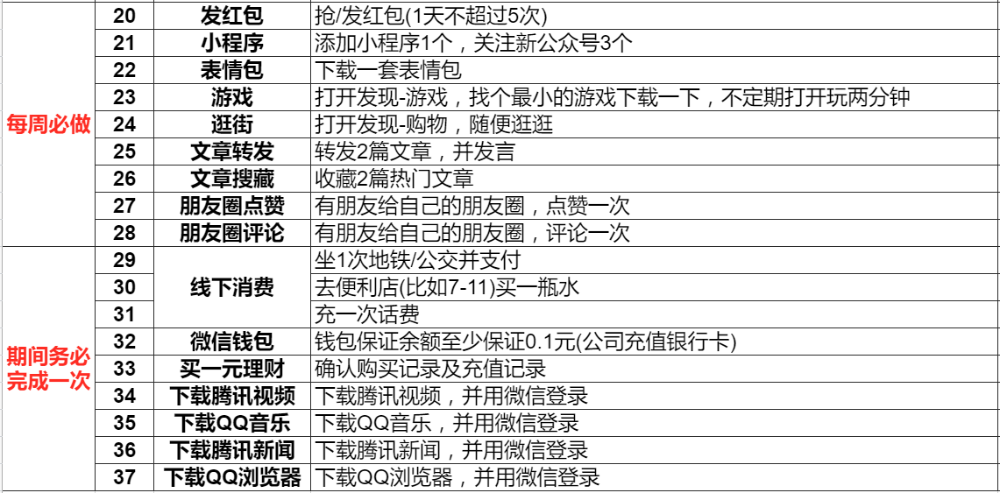 20 发红包 抢/发红包(1天不超过5次)
21 小程序 添加小程序1个，关注新公众号3个
22 表情包 下载一套表情包
23 游戏 打开发现-游戏，找个最小的游戏下载一下，不定期打开玩两分钟
每周必做 24 逛街 打开发现-购物，随便逛逛
25 文章转发 转发2篇文章，并发言
26 文章搜藏 收藏2篇热门文章
27 朋友圈点赞 有朋友给自己的朋友圈，点赞一次
28 朋友圈评论 有朋友给自己的朋友圈，评论一次
29 坐1次地铁/公交并支付
30 线下消费 去便利店(比如7-11)买一瓶水
31 充一次话费
32 微信钱包 钱包保证余额至少保证0.1元(公司充值银行卡)
期间务必
完成一次
33 买一元理财 确认购买记录及充值记录
34 下载腾讯视频 下载腾讯视频，并用微信登录
35 下载QQ音乐 下载QQ音乐，并用微信登录
36 下载腾讯新闻 下载腾讯新闻，并用微信登录
37 下载QQ浏览器 下载QQ浏览器，并用微信登录